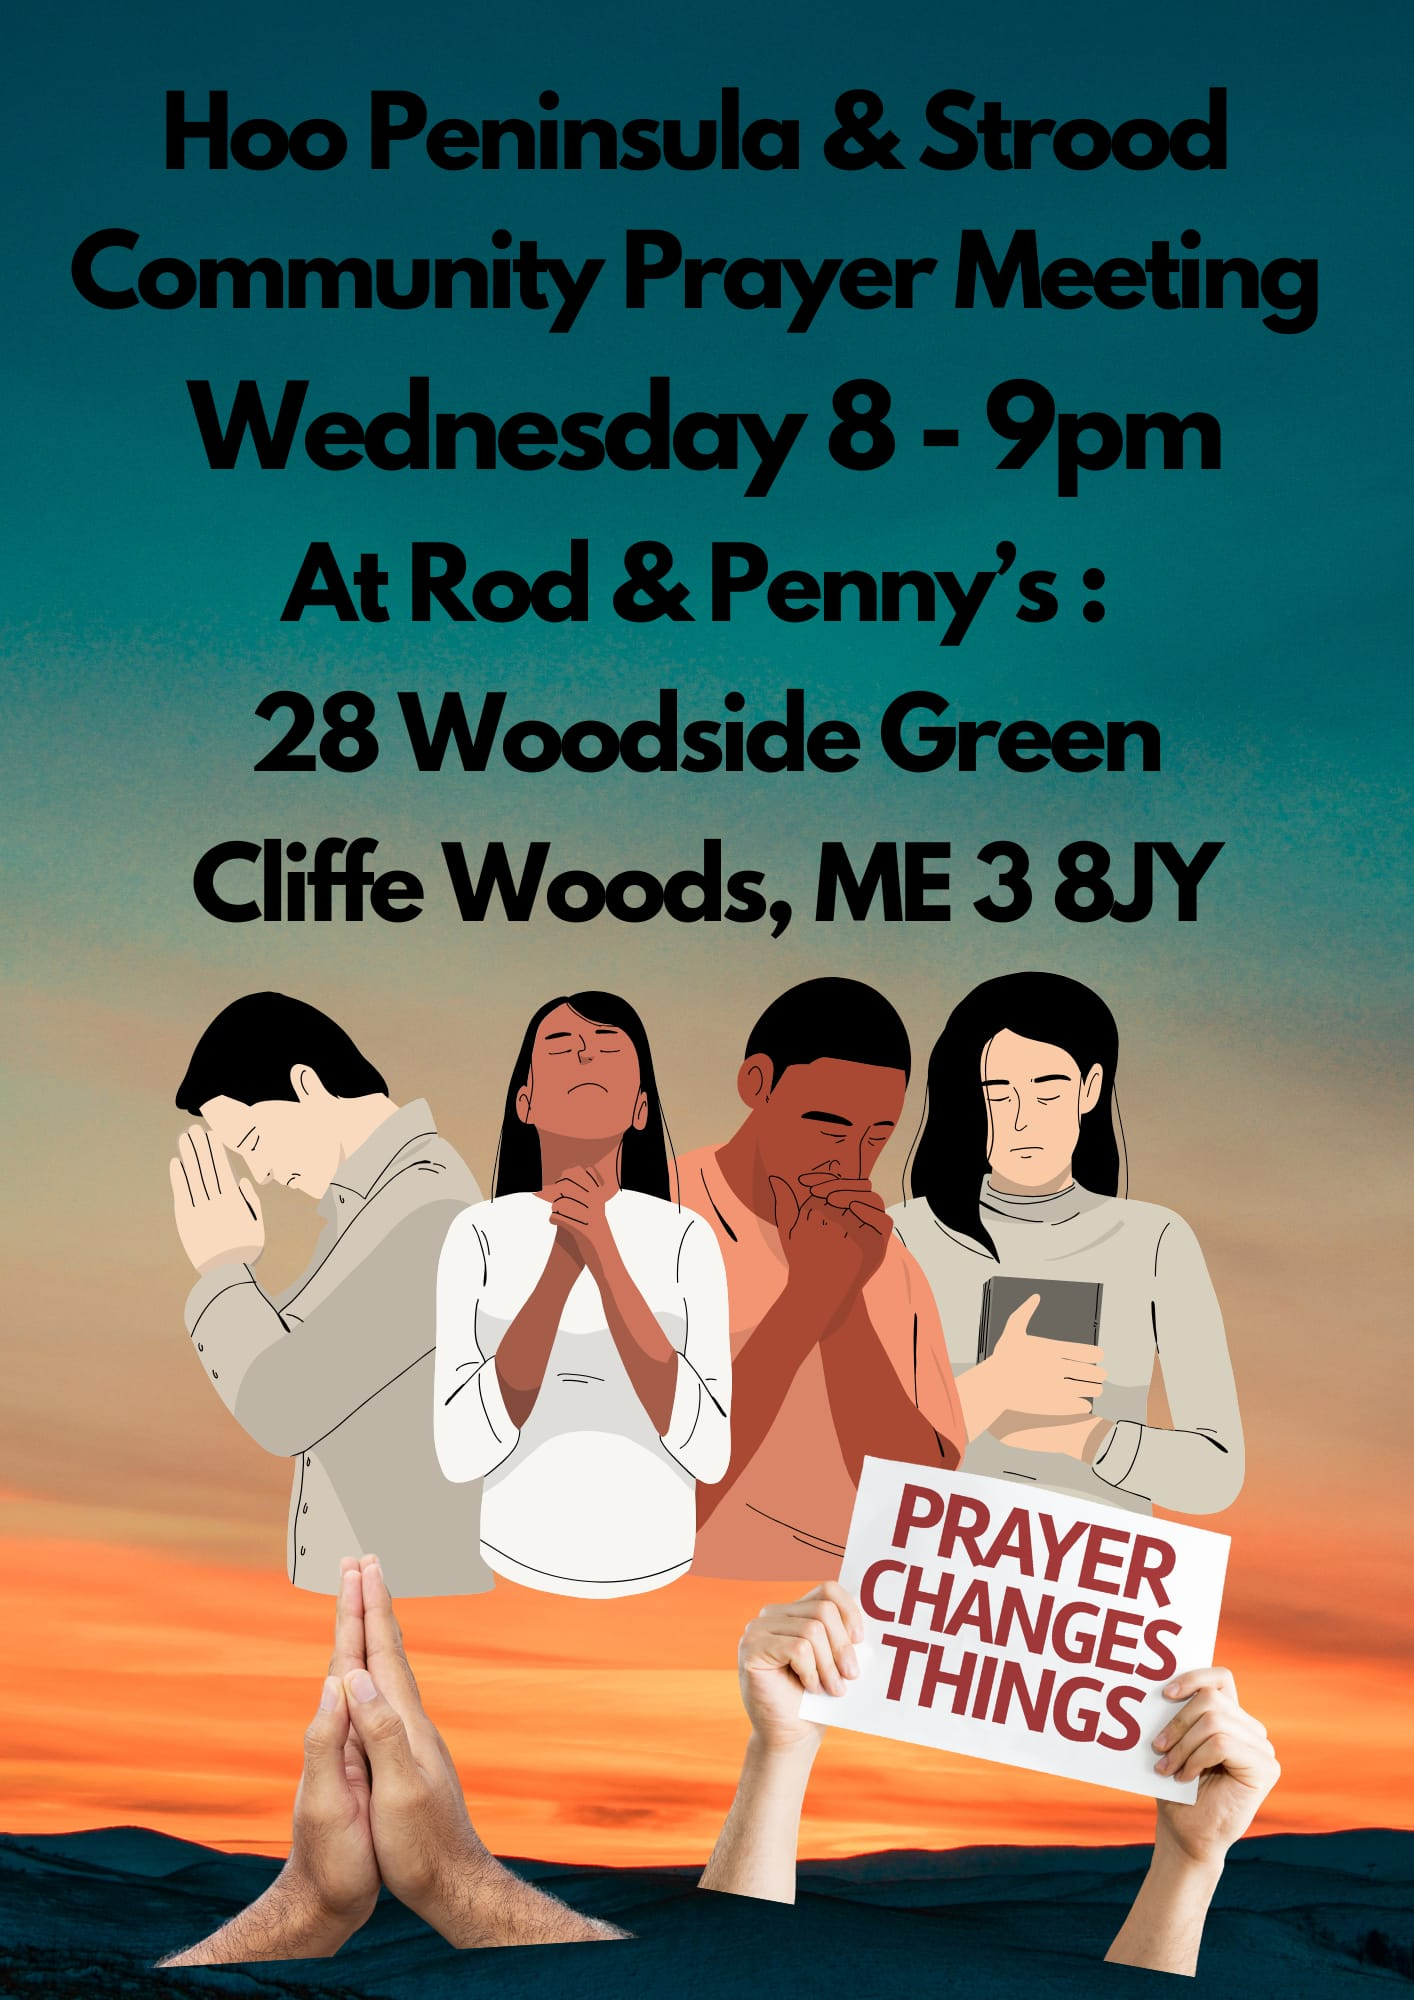 Hoo Peninsula & Strood
Community Prayer Meeting
Wednesday 8 - 9pm
At Rod & Penny’s :
28 Woodside Green
Cliffe Woods, ME 3 8JY
PRAYER
CHANGES
THINGS